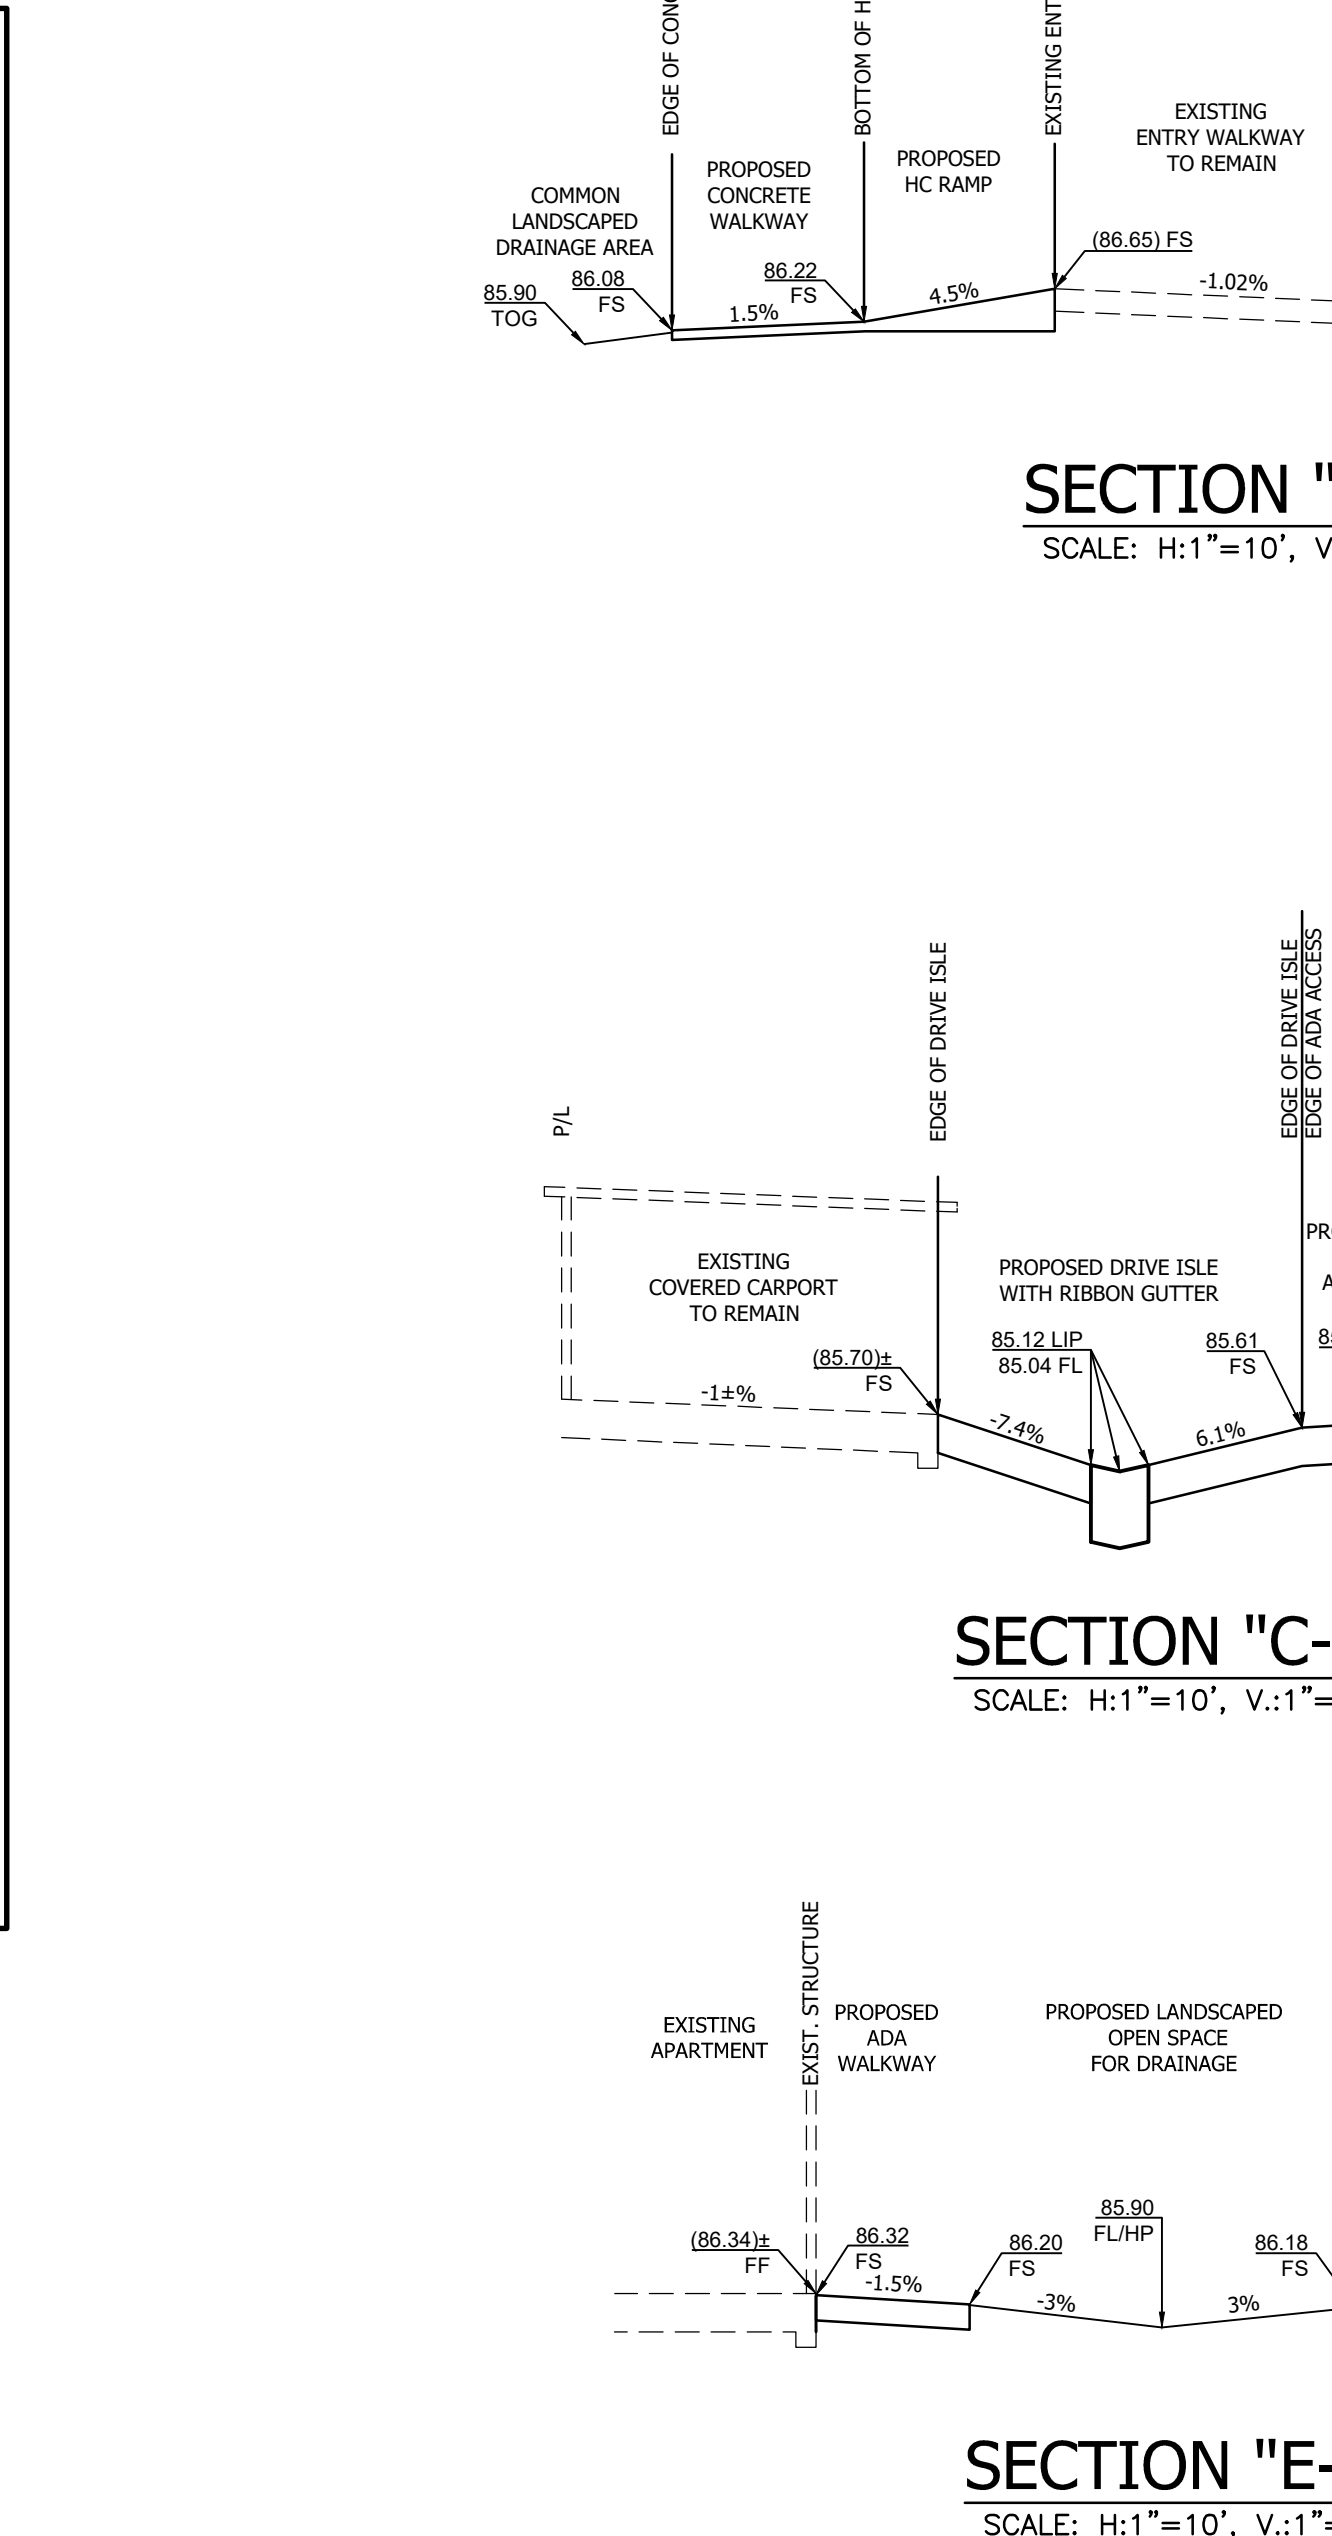 EDGE OF CONC
BOTTOM OF H
EXISTING ENT
EXISTING
ENTRY WALKWAY
TO REMAIN
PROPOSED
HC RAMP
PROPOSED
CONCRETE
WALKWAY
COMMON
LANDSCAPED
DRAINAGE AREA
(86.65) FS
86.22
FS
86.08
FS
85.90
TOG
1.5%
4.5%
-1.02%
SECTION "
SCALE: H:1"=10', V
P/L
EDGE OF DRIVE ISLE
EDGE OF DRIVE ISLE
EDGE OF ADA ACCESS
EXISTING
COVERED CARPORT
TO REMAIN
PROPOSED DRIVE ISLE
WITH RIBBON GUTTER
(85.70)±
FS
85.12 LIP
85.04 FL
85.61
FS
-1±%
-7.4%
6.1%
SECTION "C-
SCALE: H:1"=10', V.:1"=
EXIST. STRUCTURE
EXISTING
APARTMENT
PROPOSED
ADA
WALKWAY
PROPOSED LANDSCAPED
OPEN SPACE
FOR DRAINAGE
(86.34)±
FF
86.32
FS
-1.5%
86.20
FS
85.90
FL/HP
86.18
FS
-3%
3%
SECTION "E-
SCALE: H:1"=10', V.:1"=